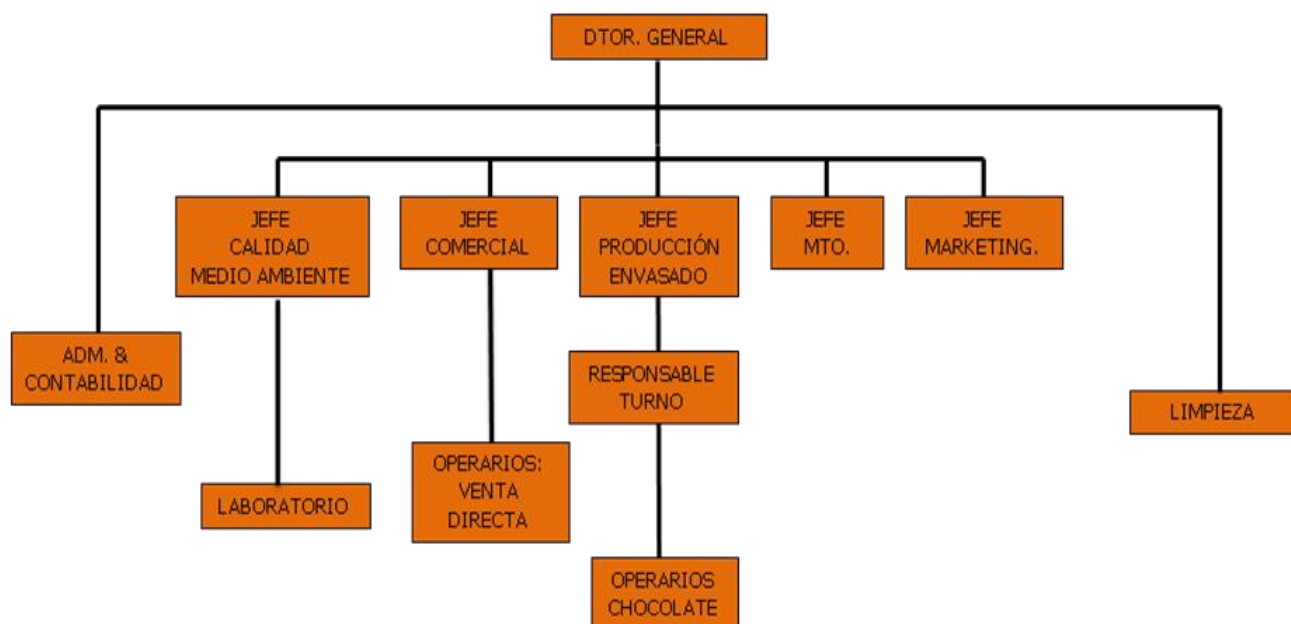 DTOR. GENERAL
JEFE
CALIDAD
MEDIO AMBIENTE
JEFE
COMERCIAL
JEFE
PRODUCCIÓN
ENVASADO
JEFE
MTO.
JEFE
MARKETING.
ADM. &
CONTABILIDAD
RESPONSABLE
TURNO
LIMPIEZA
OPERARIOS:
VENTA
DIRECTA
LABORATORIO
OPERARIOS
CHOCOLATE